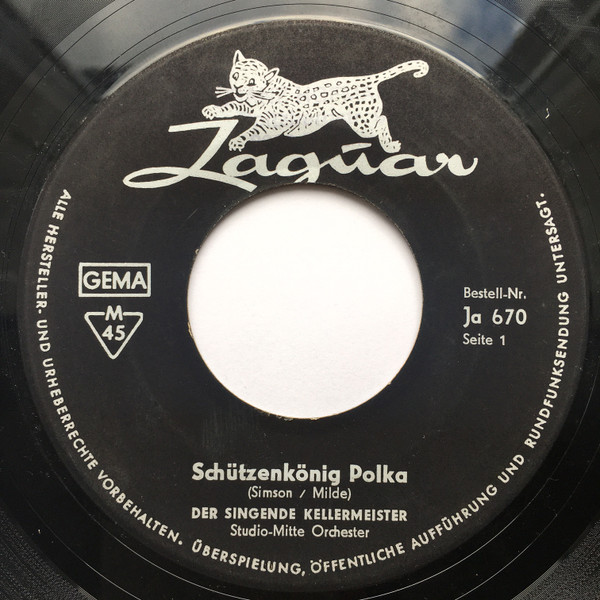 Jaguar
GEMA
M
45
Bestell-Nr.
Ja 670
Seite 1
Schützenkönig Polka
(Simson / Milde)
DER SINGENDE KELLERMEISTER
Studio-Mitte Orchester
ALLE HERSTELLER- UND URHEBERRECHTE VORBEHALTEN. ÜBERSPIELUNG, ÖFFENTLICHE AUFFÜHRUNG UND RUNDFUNKSENDUNG UNTERSAGT.